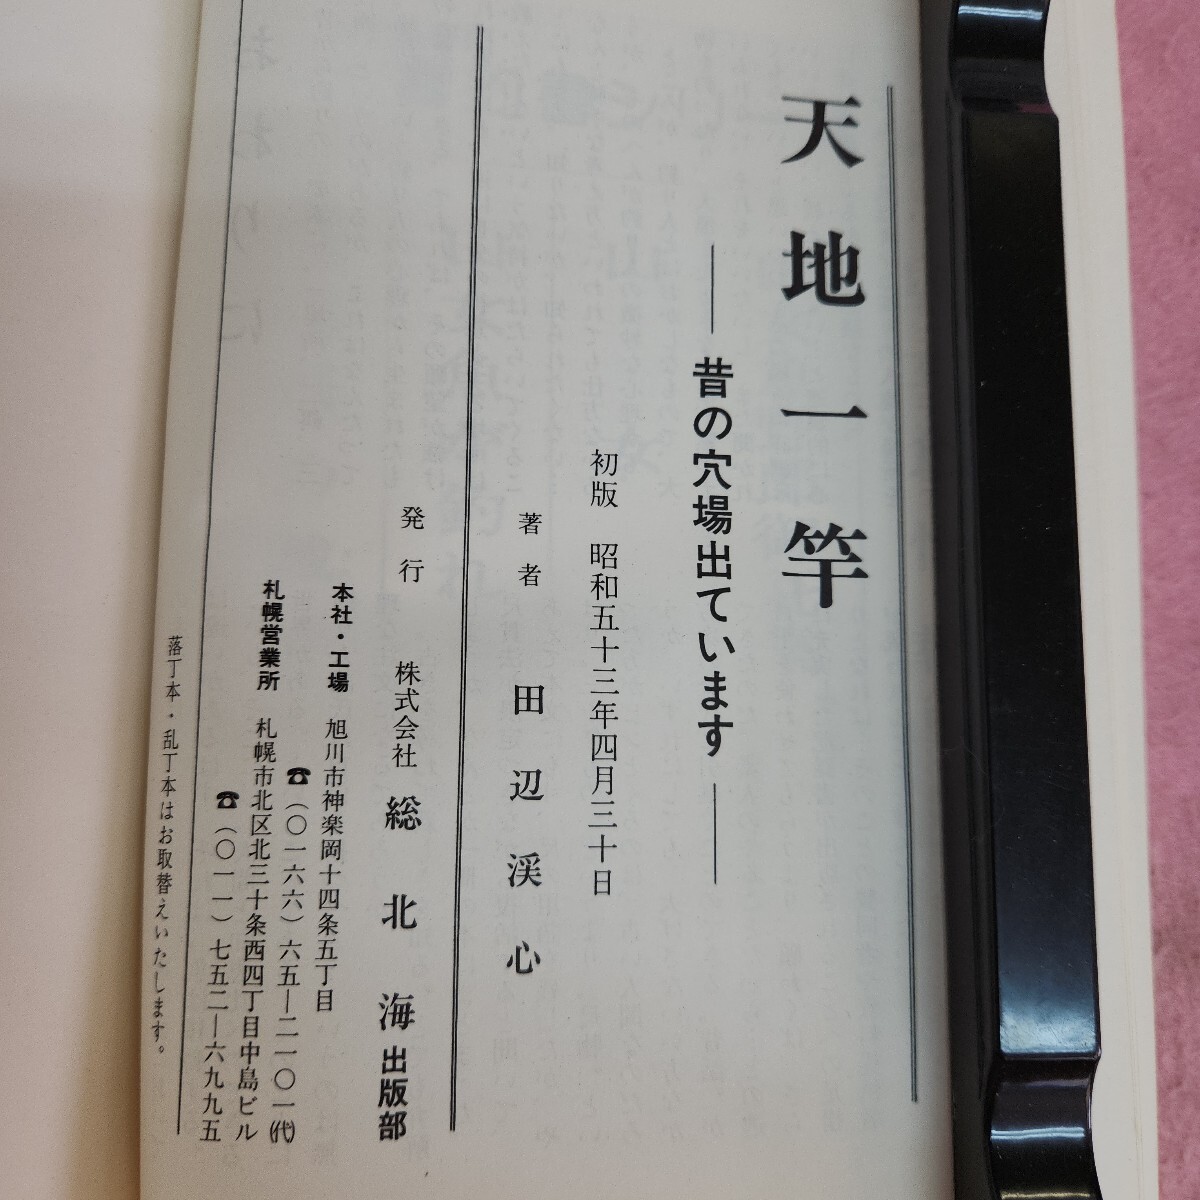 天地一竿
―昔の穴場出ています―
初版 昭和五十三年四月三十日
著者 田辺渓心
発行 株式会社 総北海出版部
本社・工場 旭川市神楽岡十四条五丁目
☎(〇一六六)六五―二一〇一㈹
札幌営業所 札幌市北区北三十条西四丁目中島ビル
☎(〇一一)七五二―六九九五
落丁本・乱丁本はお取替えいたします。